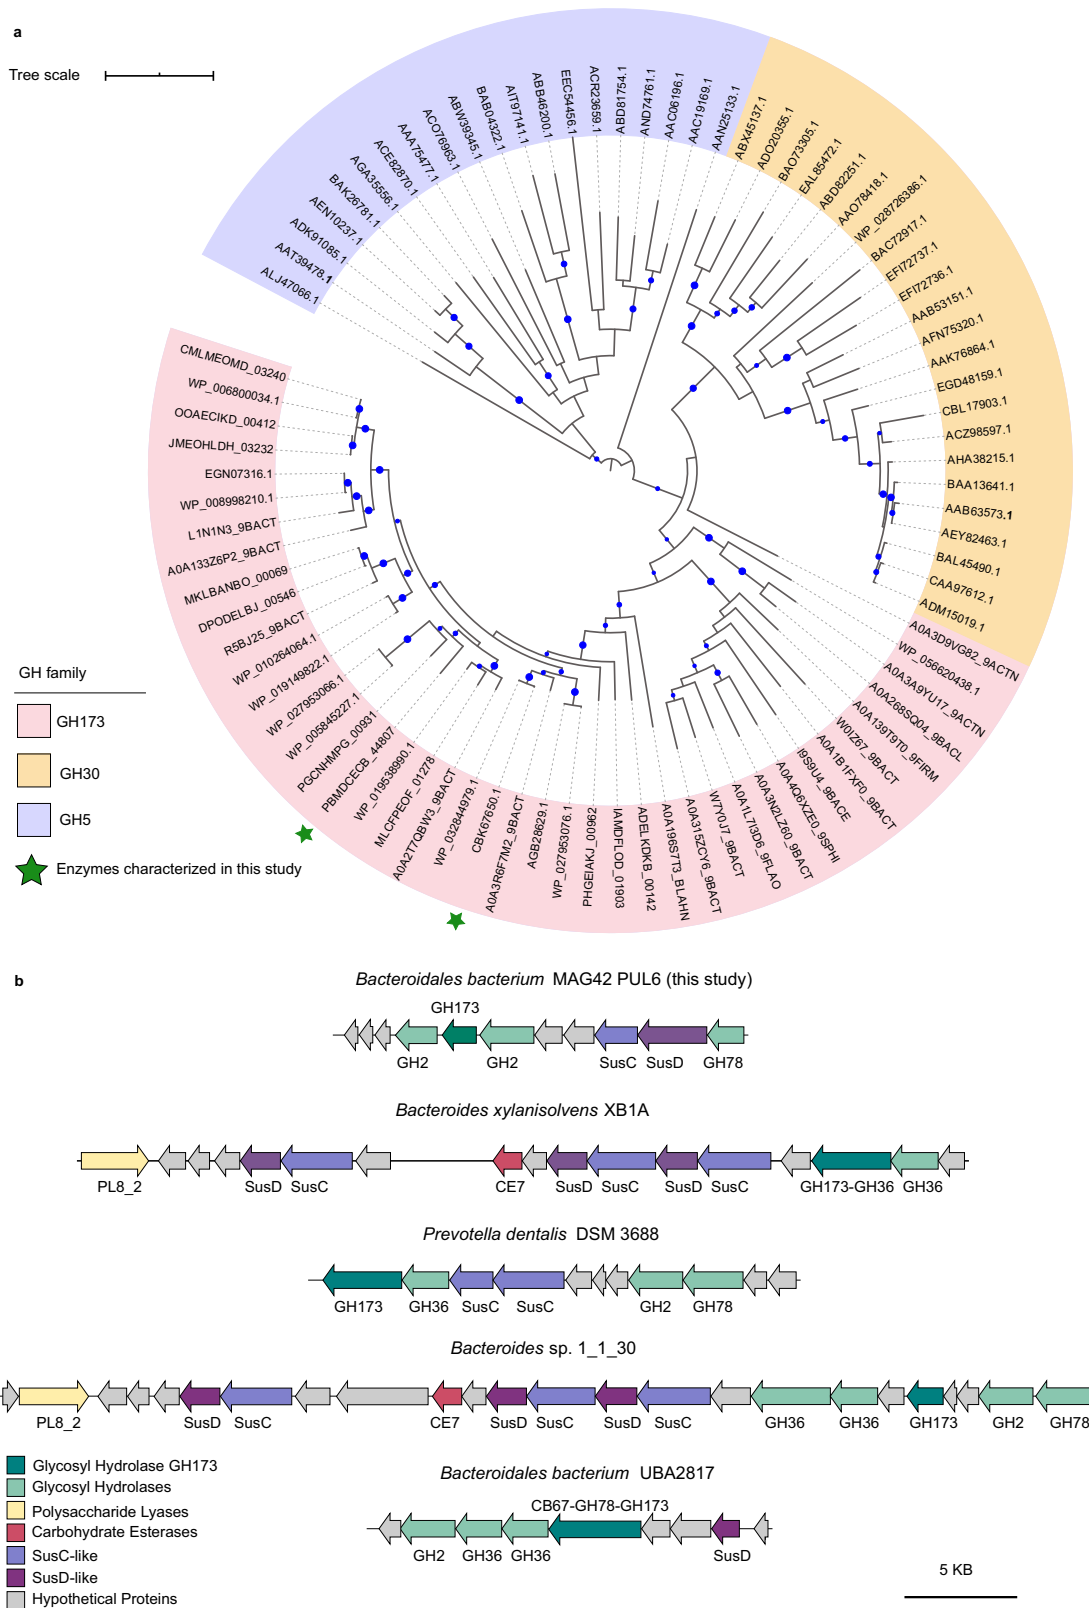 a
Tree scale
ALJ47066.1
AAT39478.1
ADK91085.1
AEN10237.1
BAK26781.1
AGA35556.1
ACE82870.1
AAA75477.1
ACO76963.1
ABW39345.1
BAB04322.1
AIT97141.1
ABB46200.1
EEC54456.1
ACR23659.1
ABD81754.1
AND74761.1
AAC06196.1
AAC19169.1
AAN25133.1
ABX45137.1
ADO20355.1
BAO73305.1
EAL85472.1
ABD82251.1
AAO78418.1
WP_028726386.1
BAC72917.1
EFI72737.1
EFI72736.1
AAB53151.1
AFN75320.1
AAK76864.1
EGD48159.1
CBL17903.1
ACZ98597.1
AHA38215.1
BAA13641.1
AAB63573.1
AEY82463.1
BAL45490.1
CAA97612.1
ADM15019.1
A0A3D9VG82_9ACTN
WP_056620438.1
A0A3A9YU17_9ACTN
A0A268SQ04_9BACL
A0A139T9T0_9FIRM
W0IZ67_9BACT
A0A1B1FXF0_9BACT
I9S9U4_9BACE
A0A4Q6XZE0_9SPHI
A0A3N2LZ60_9BACT
A0A1L7I3D6_9FLAO
W7Y0J7_9BACT
A0A315ZCY6_9BACT
A0A196S7T3_BLAHN
ADELKDKB_00142
IAMDFLOD_01903
PHGEIAKJ_00962
WP_027953076.1
AGB28629.1
A0A3R6F7M2_9BACT
CBK67650.1
WP_032844979.1
A0A2T7QBW3_9BACT
MLCFPEOF_01278
WP_019538990.1
PBMDCECB_44807
PGCNHMPG_00931
WP_005845227.1
WP_027953066.1
WP_019149822.1
WP_010264064.1
R5BJ25_9BACT
DPODELBJ_00546
MKLBANBO_00069
A0A133Z6P2_9BACT
L1N1N3_9BACT
WP_008998210.1
EGN07316.1
JMEOHLDH_03232
OOAECIKD_00412
WP_006800034.1
CMLMEOMD_03240
GH family
GH173
GH30
GH5
Enzymes characterized in this study
b
Bacteroidales bacterium MAG42 PUL6 (this study)
GH173
GH2 GH2 SusC SusD GH78
Bacteroides xylanisolvens XB1A
PL8_2 SusD SusC CE7 SusD SusC SusD SusC GH173-GH36 GH36
Prevotella dentalis DSM 3688
GH173 GH36 SusC SusC GH2 GH78
Bacteroides sp. 1_1_30
PL8_2 SusD SusC CE7 SusD SusC SusD SusC GH36 GH36 GH173 GH2 GH78
Glycosyl Hydrolase GH173
Glycosyl Hydrolases
Polysaccharide Lyases
Carbohydrate Esterases
SusC-like
SusD-like
Hypothetical Proteins
Bacteroidales bacterium UBA2817
CB67-GH78-GH173
GH2 GH36 GH36 SusD
5 KB